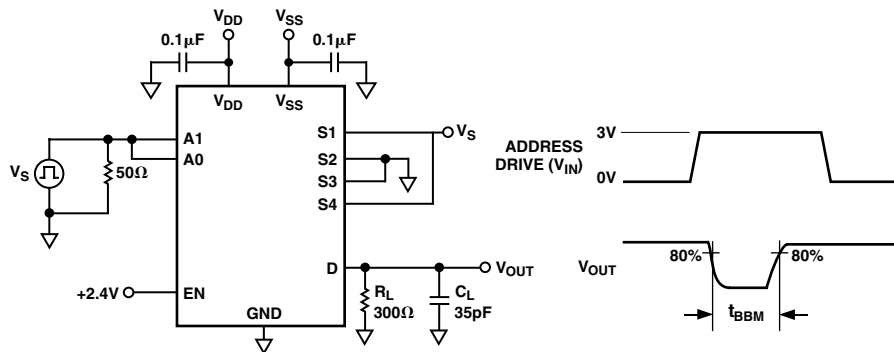 VDD
VSS
0.1µF
0.1µF
VDD
VSS
A1
A0
VS
50Ω
S1
VS
S2
S3
S4
D
VOUT
+2.4V
EN
GND
RL
300Ω
CL
35pF
ADDRESS
DRIVE (VIN)
3V
0V
VOUT
80%
80%
tBBM